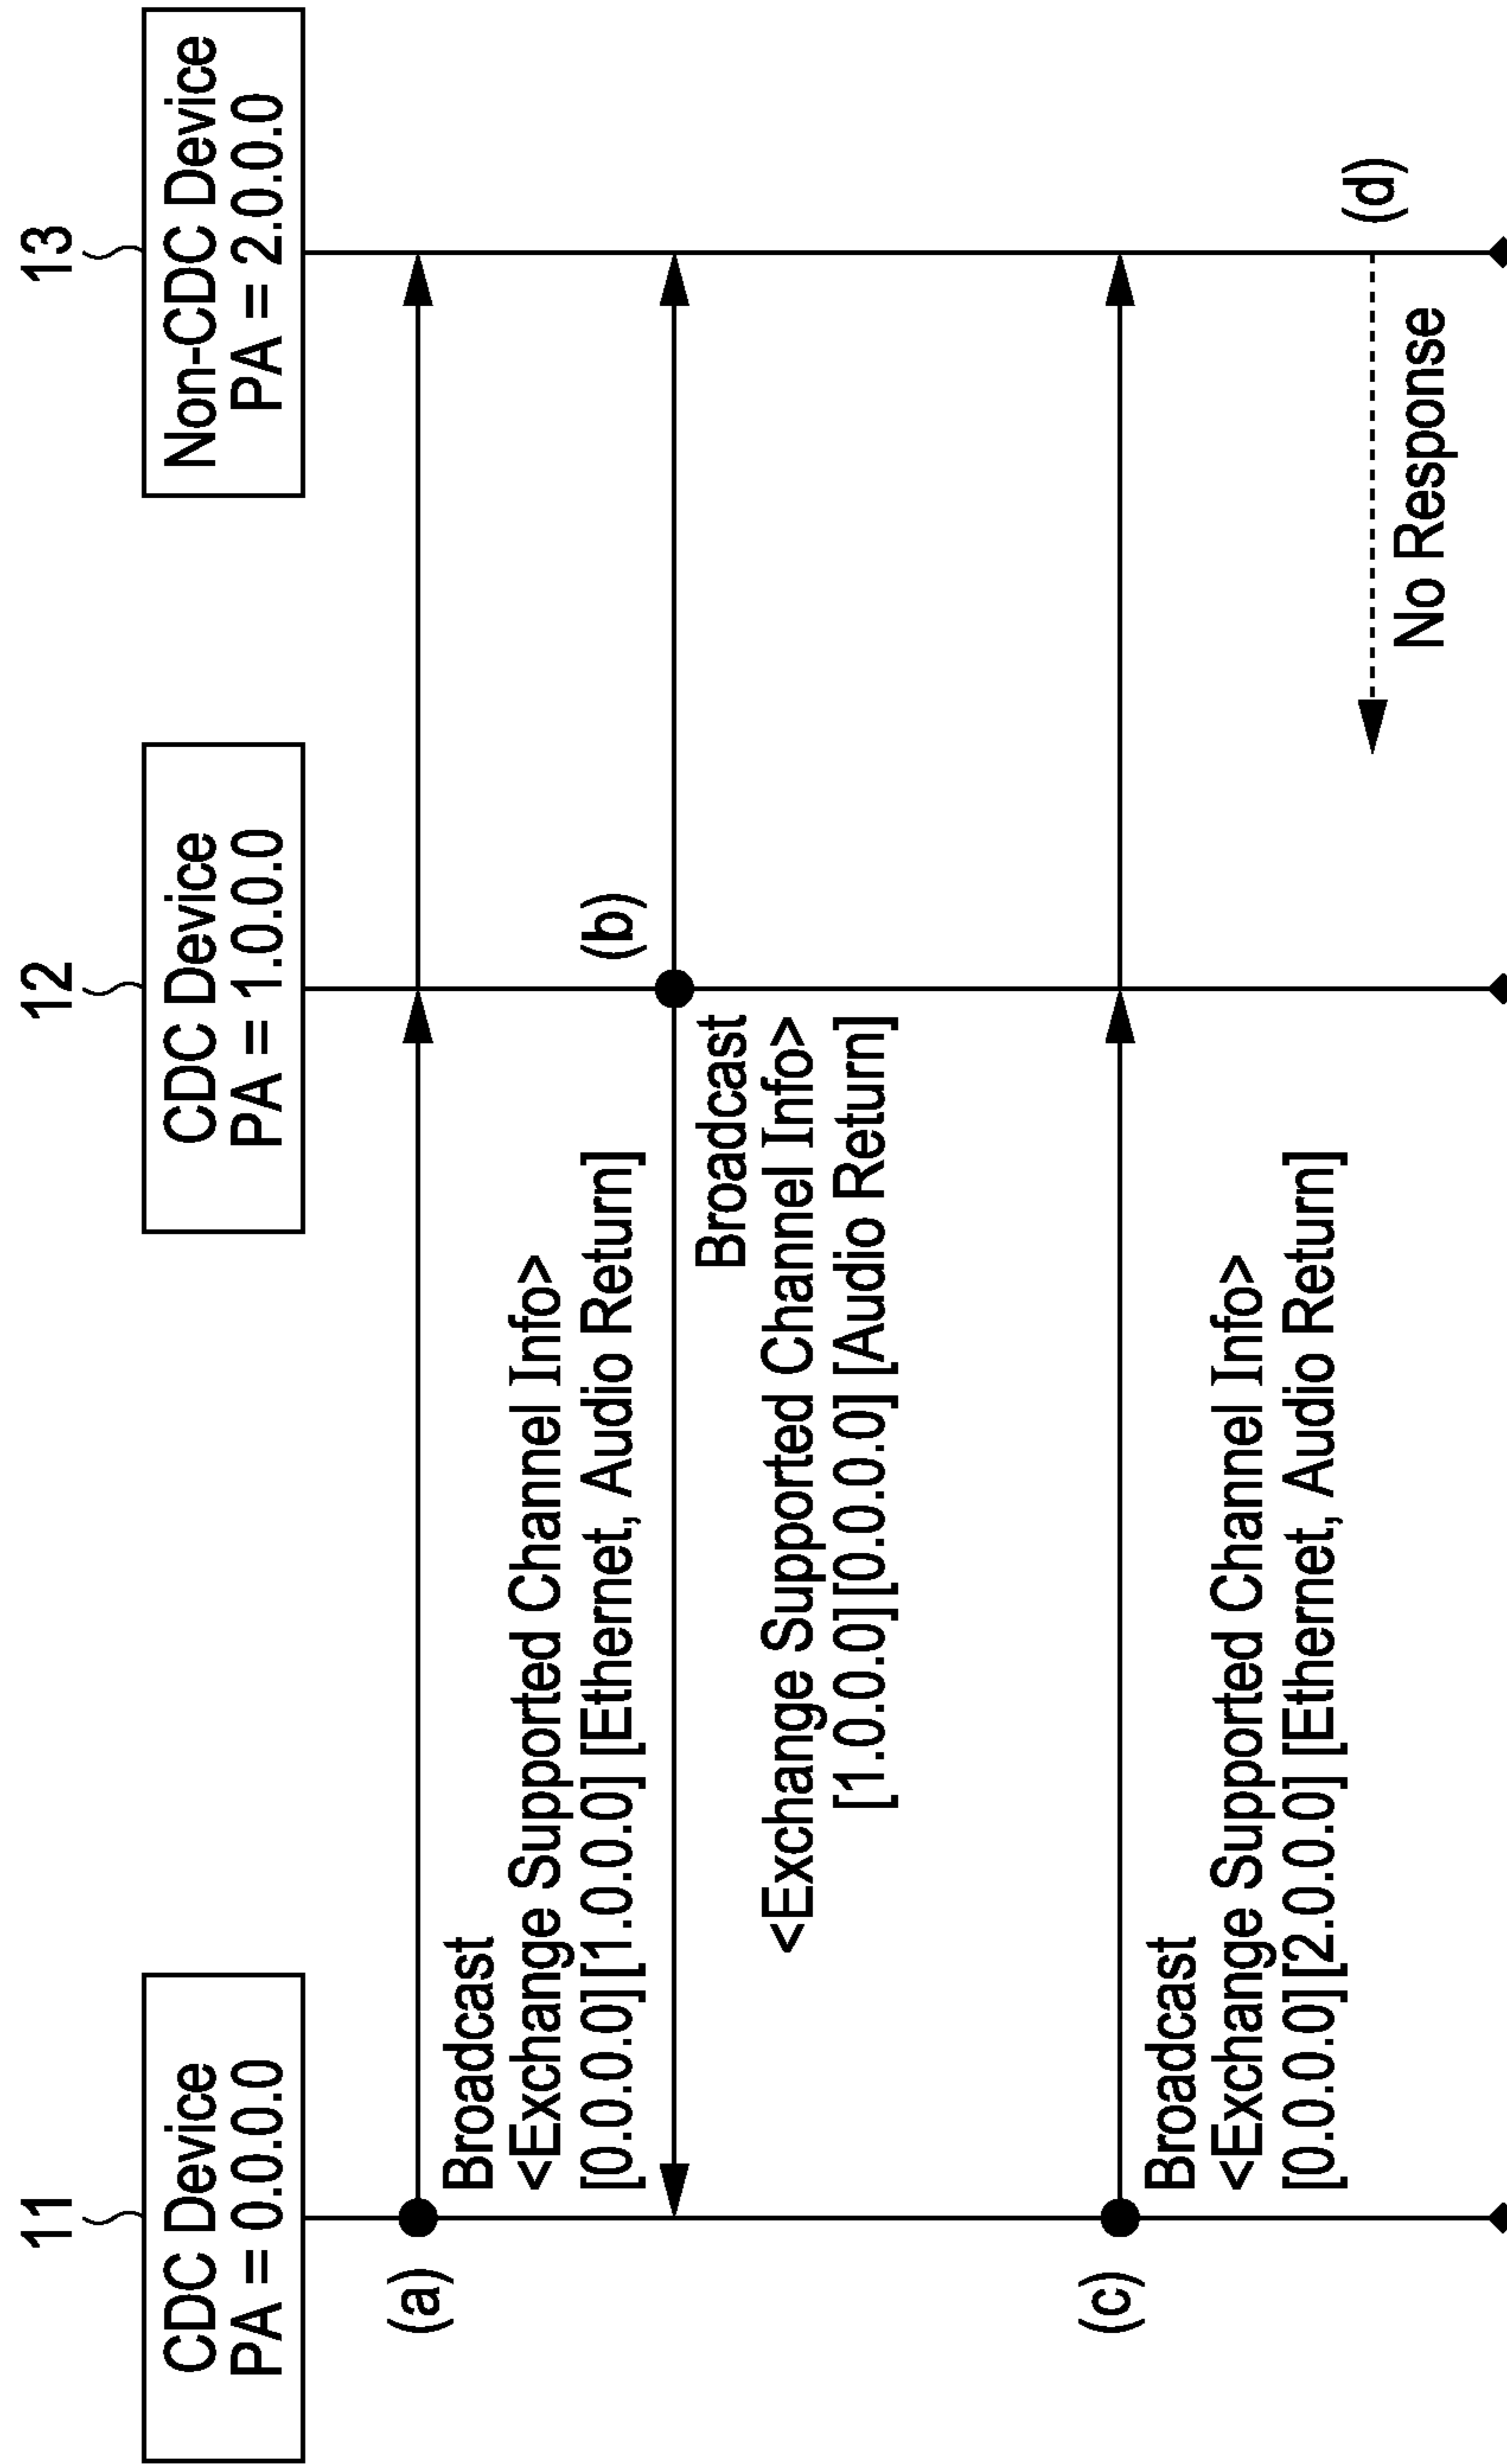 11
CDC Device
PA = 0.0.0.0
12
CDC Device
PA = 1.0.0.0
13
Non-CDC Device
PA = 2.0.0.0
(a)
Broadcast
<Exchange Supported Channel Info>
[0.0.0.0][1.0.0.0] [Ethernet, Audio Return]
(b)
Broadcast
<Exchange Supported Channel Info>
[1.0.0.0][0.0.0.0] [Audio Return]
(c)
Broadcast
<Exchange Supported Channel Info>
[0.0.0.0][2.0.0.0] [Ethernet, Audio Return]
(d)
No Response